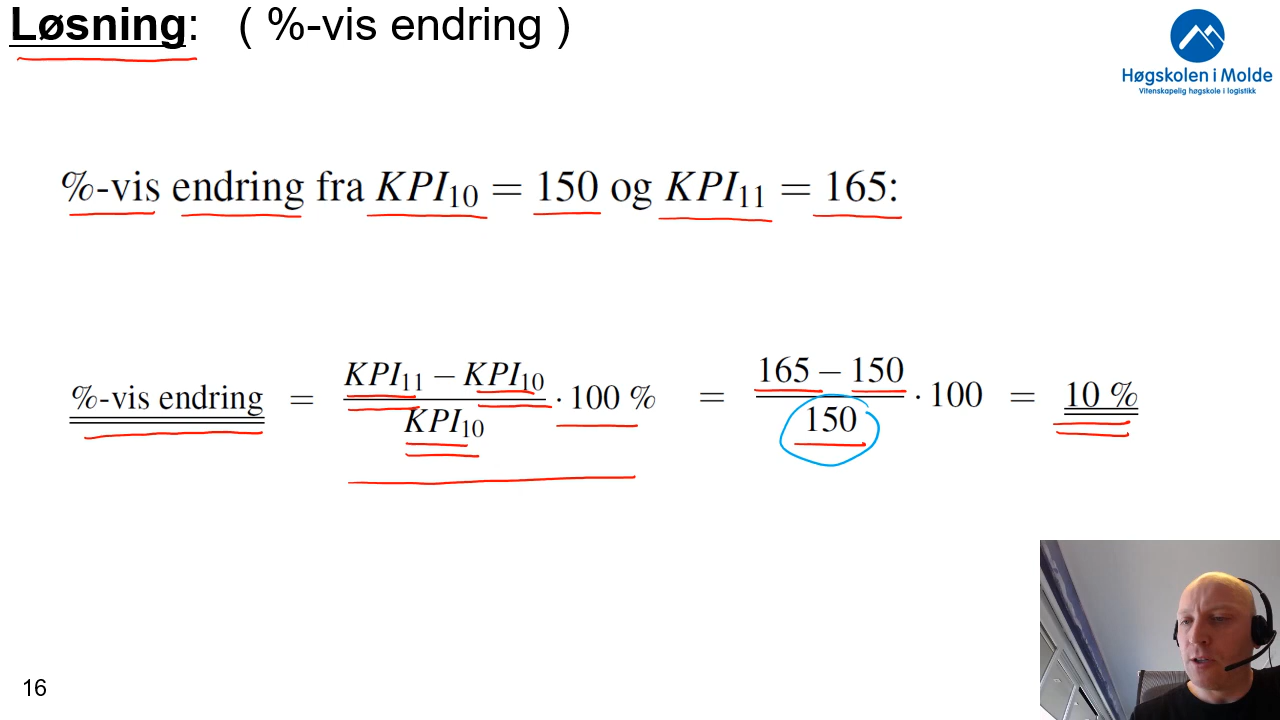 Løsning: ( %-vis endring )
Høgskolen i Molde
Vitenskapelig høgskole i logistikk
%-vis endring fra KPI₁₀ = 150 og KPI₁₁ = 165:
%-vis endring = (KPI₁₁ − KPI₁₀) / KPI₁₀ · 100 % = (165 − 150) / 150 · 100 = 10 %
16